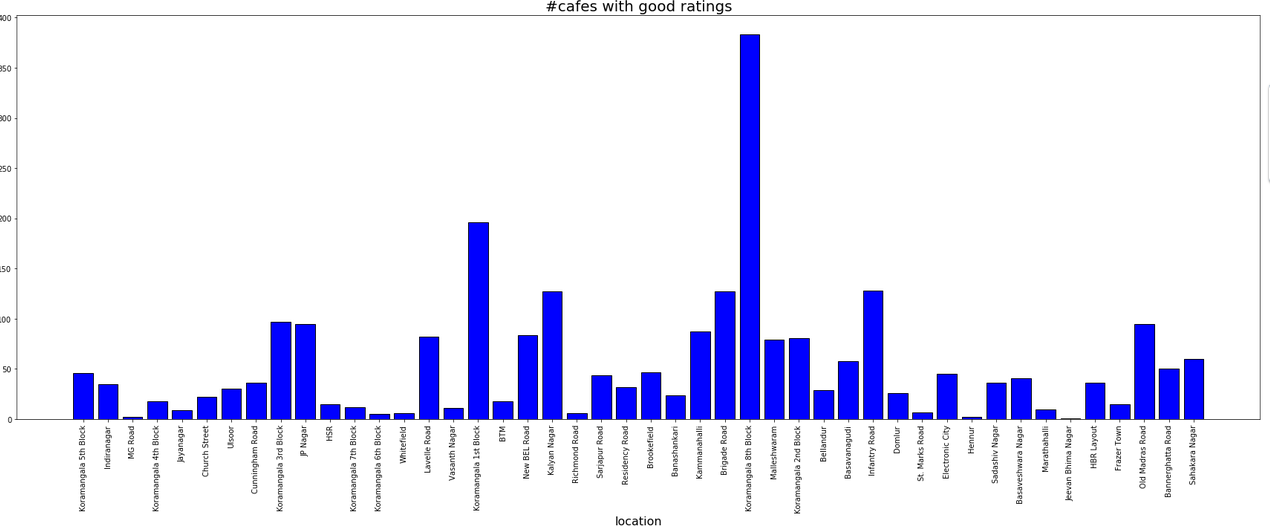 #cafes with good ratings
400
350
300
250
200
150
100
50
0
Koramangala 5th Block
Indiranagar
MG Road
Koramangala 4th Block
Jayanagar
Church Street
Ulsoor
Cunningham Road
Koramangala 3rd Block
JP Nagar
HSR
Koramangala 7th Block
Koramangala 6th Block
Whitefield
Lavelle Road
Vasanth Nagar
Koramangala 1st Block
BTM
New BEL Road
Kalyan Nagar
Richmond Road
Sarjapur Road
Residency Road
Brookefield
Banashankari
Kammanahalli
Brigade Road
Koramangala 8th Block
Malleshwaram
Koramangala 2nd Block
Bellandur
Basavanagudi
Infantry Road
Domlur
St. Marks Road
Electronic City
Hennur
Sadashiv Nagar
Basaveshwara Nagar
Marathahalli
Jeevan Bhima Nagar
HBR Layout
Frazer Town
Old Madras Road
Bannerghatta Road
Sahakara Nagar
location